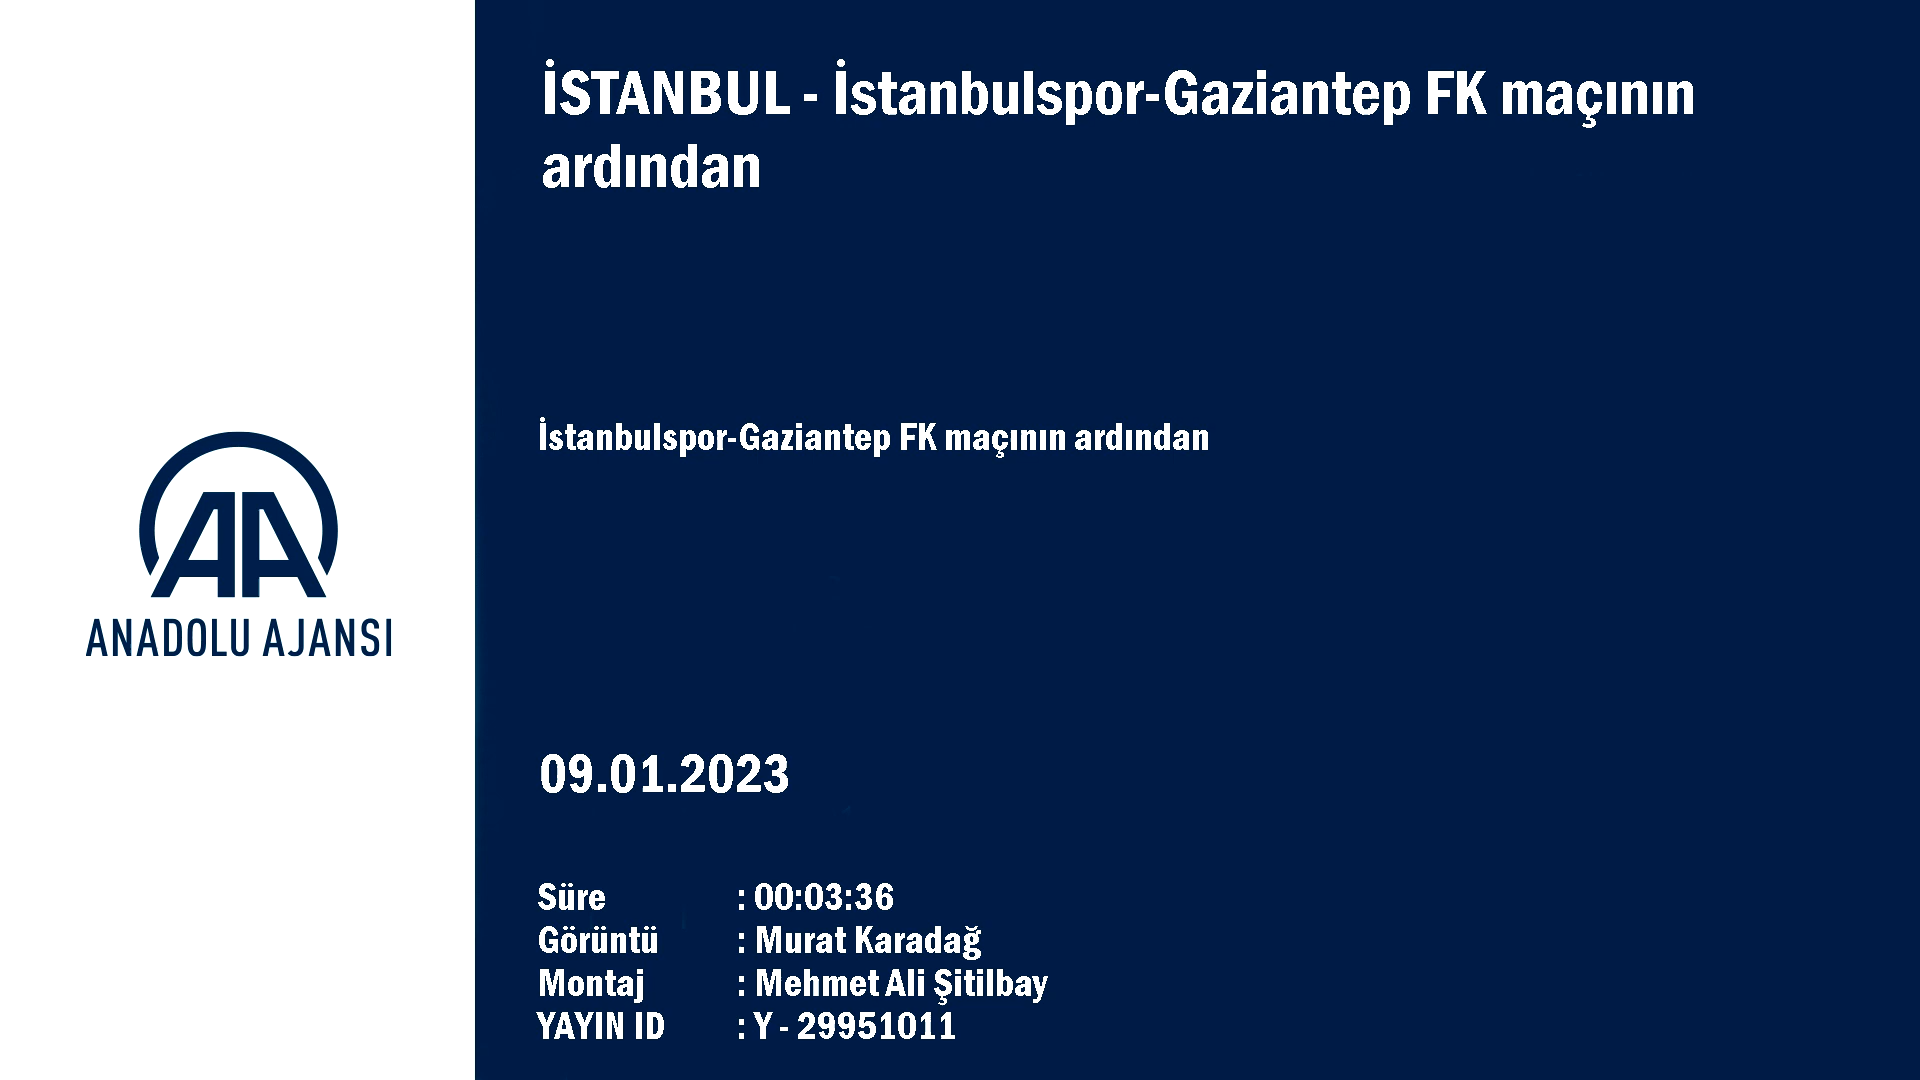 İSTANBUL - İstanbulspor-Gaziantep FK maçının
ardından
İstanbulspor-Gaziantep FK maçının ardından
AA
ANADOLU AJANSI
09.01.2023
Süre : 00:03:36
Görüntü : Murat Karadağ
Montaj : Mehmet Ali Şitilbay
YAYIN ID : Y - 29951011